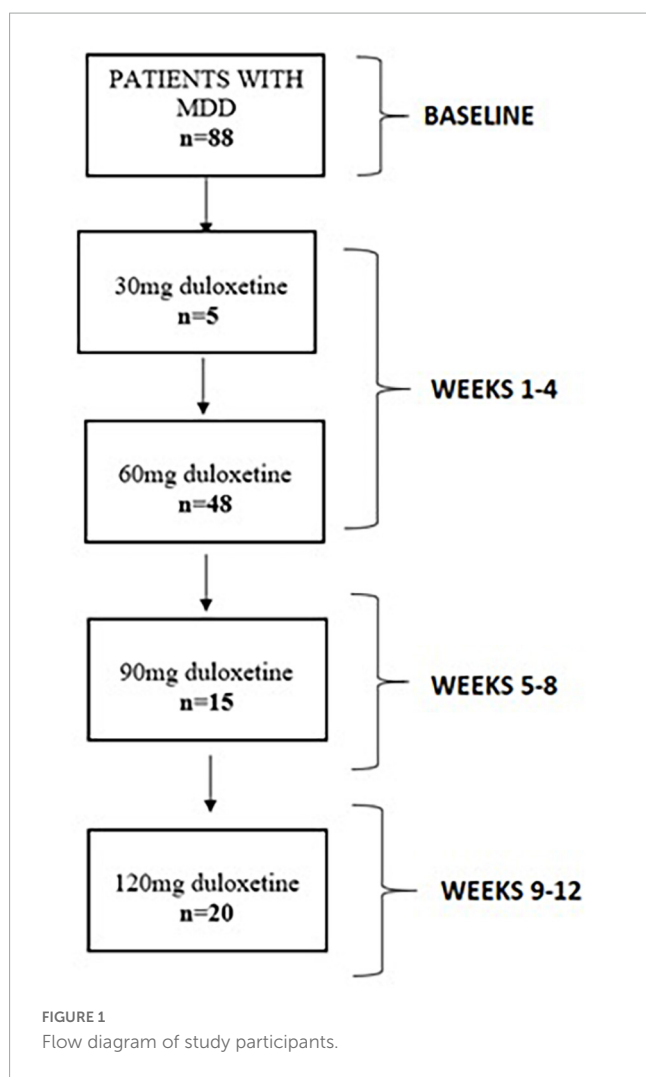 PATIENTS WITH
MDD
n=88
BASELINE
30mg duloxetine
n=5
60mg duloxetine
n=48
WEEKS 1-4
90mg duloxetine
n=15
WEEKS 5-8
120mg duloxetine
n=20
WEEKS 9-12
FIGURE 1
Flow diagram of study participants.